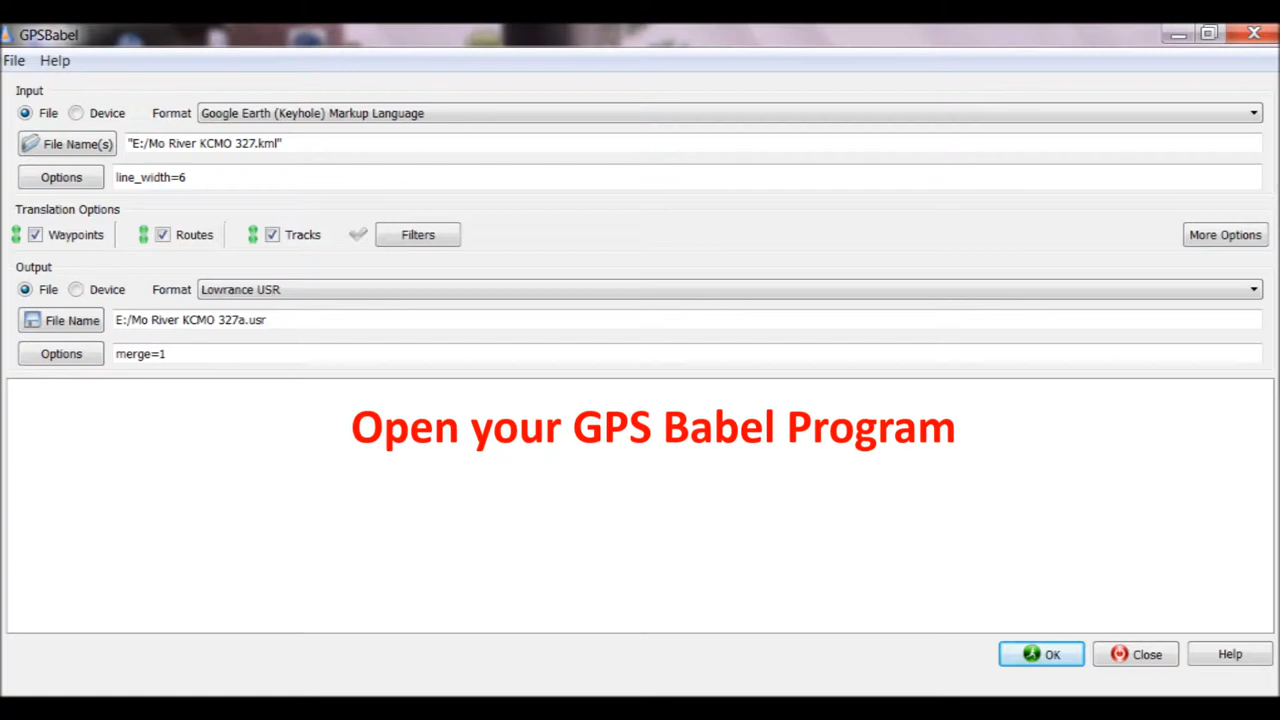 GPSBabel
File Help
Input
File Device Format Google Earth (Keyhole) Markup Language
File Name(s) "E:/Mo River KCMO 327.kml"
Options line_width=6
Translation Options
Waypoints Routes Tracks Filters More Options
Output
File Device Format Lowrance USR
File Name E:/Mo River KCMO 327a.usr
Options merge=1
Open your GPS Babel Program
OK Close Help